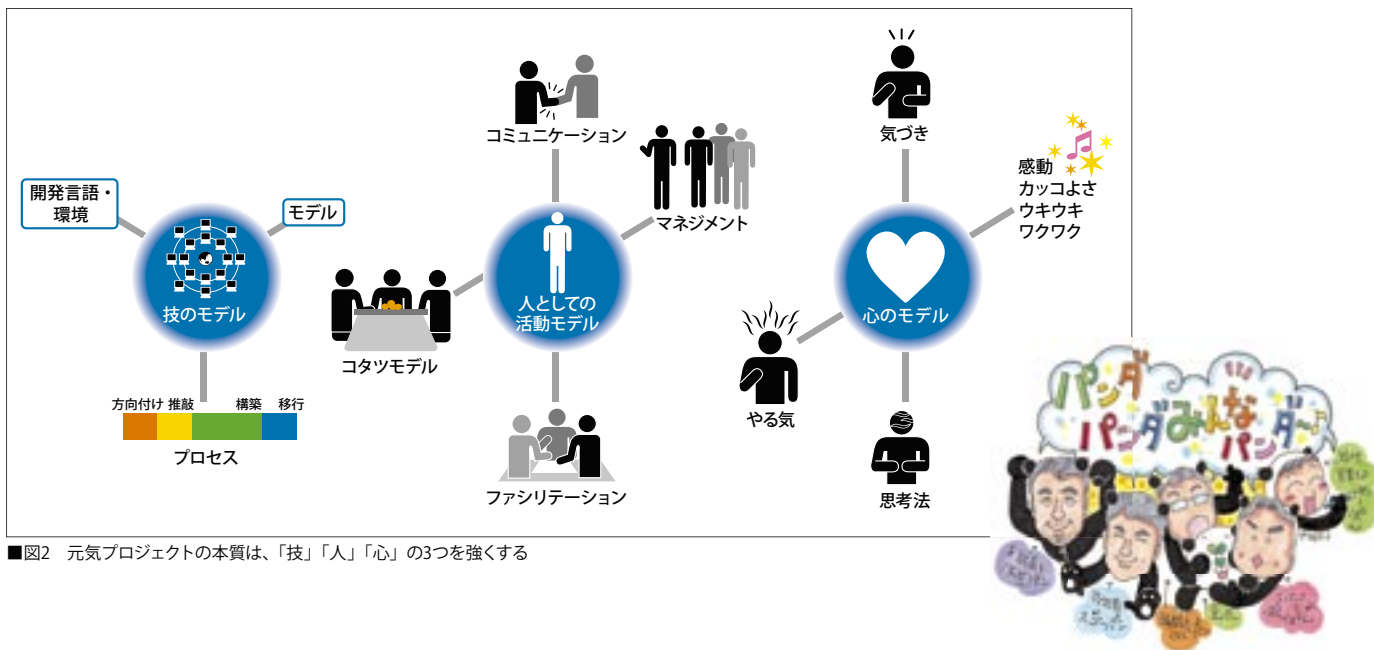 開発言語・
環境
モデル
技のモデル
方向付け 推敲 構築 移行
プロセス
コミュニケーション
マネジメント
人としての
活動モデル
コタツモデル
ファシリテーション
気づき
感動
カッコよさ
ウキウキ
ワクワク
心のモデル
やる気
思考法
■図2 元気プロジェクトの本質は、「技」「人」「心」の3つを強くする
パンダ
パンダみんな
パンダ〜♪